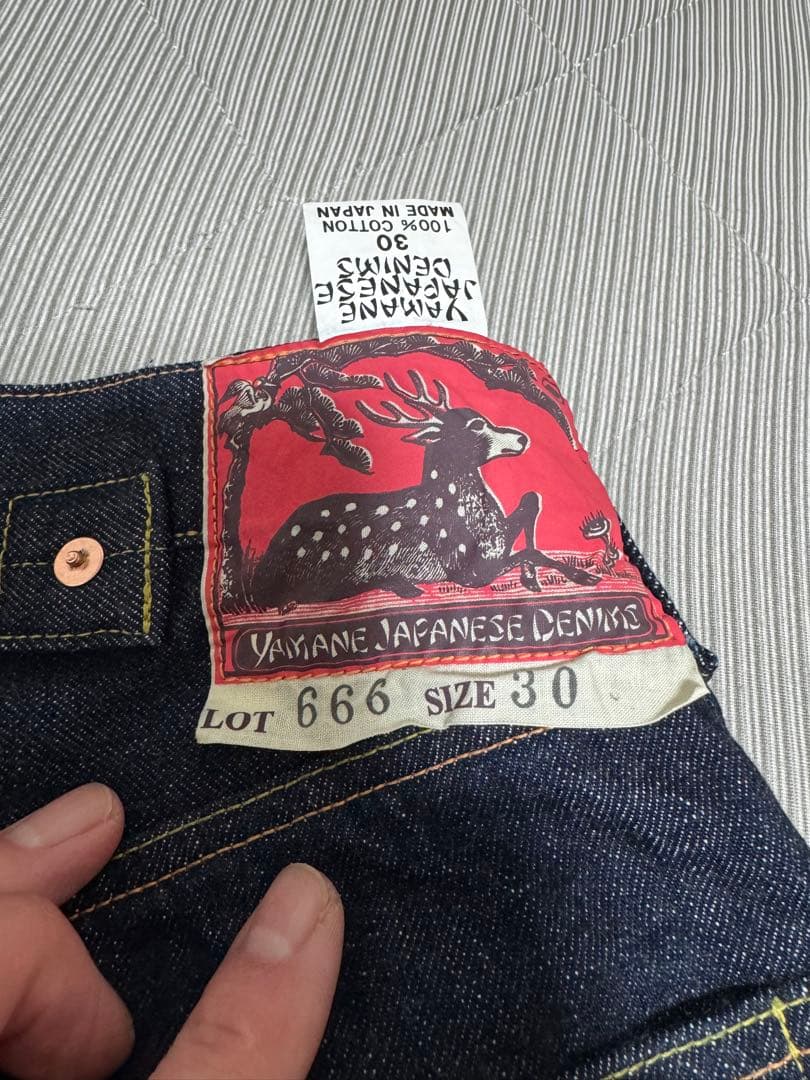 YAMANE
JAPANESE
DENIMS
30
100% COTTON
MADE IN JAPAN
YAMANE JAPANESE DENIMS
LOT 666 SIZE 30